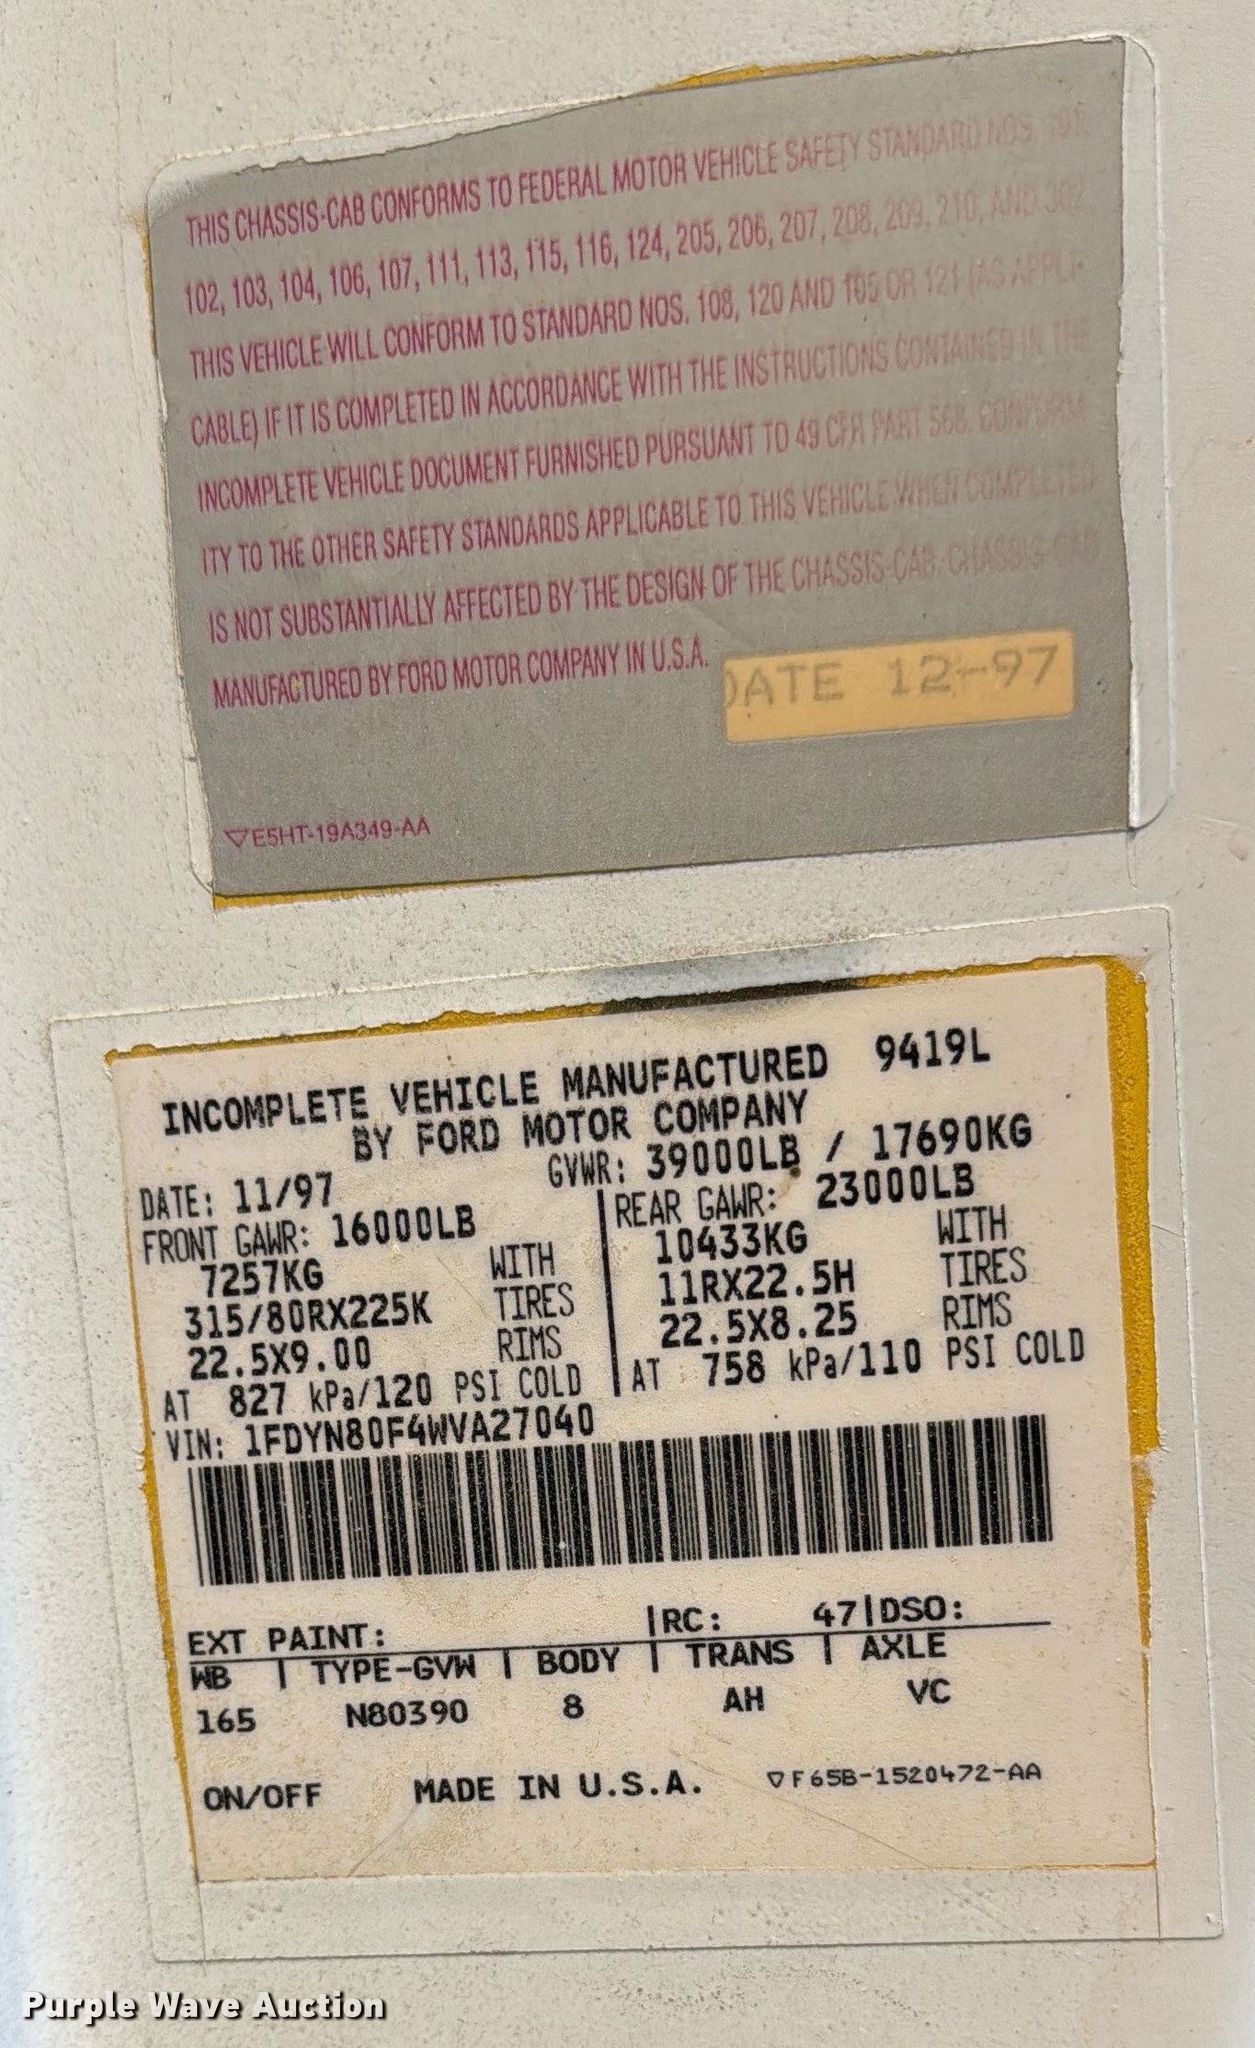 THIS CHASSIS-CAB CONFORMS TO FEDERAL MOTOR VEHICLE SAFETY STANDARD NOS. 101,
102, 103, 104, 106, 107, 111, 113, 115, 116, 124, 205, 206, 207, 208, 209, 210, AND 302.
THIS VEHICLE WILL CONFORM TO STANDARD NOS. 108, 120 AND 105 OR 121 (AS APPLI-
CABLE) IF IT IS COMPLETED IN ACCORDANCE WITH THE INSTRUCTIONS CONTAINED IN THE
INCOMPLETE VEHICLE DOCUMENT FURNISHED PURSUANT TO 49 CFR PART 568. CONFORM-
ITY TO THE OTHER SAFETY STANDARDS APPLICABLE TO THIS VEHICLE WHEN COMPLETED
IS NOT SUBSTANTIALLY AFFECTED BY THE DESIGN OF THE CHASSIS-CAB. CHASSIS-CAB
MANUFACTURED BY FORD MOTOR COMPANY IN U.S.A.
DATE 12-97
▽E5HT-19A349-AA
INCOMPLETE VEHICLE MANUFACTURED 9419L
BY FORD MOTOR COMPANY
DATE: 11/97 GVWR: 39000LB / 17690KG
FRONT GAWR: 16000LB REAR GAWR: 23000LB
7257KG WITH 10433KG WITH
315/80RX225K TIRES 11RX22.5H TIRES
22.5X9.00 RIMS 22.5X8.25 RIMS
AT 827 kPa/120 PSI COLD AT 758 kPa/110 PSI COLD
VIN: 1FDYN80F4WVA27040
EXT PAINT: |RC: 47|DSO:
WB | TYPE-GVW | BODY | TRANS | AXLE
165 N80390 8 AH VC
ON/OFF MADE IN U.S.A. ▽F65B-1520472-AA
Purple Wave Auction